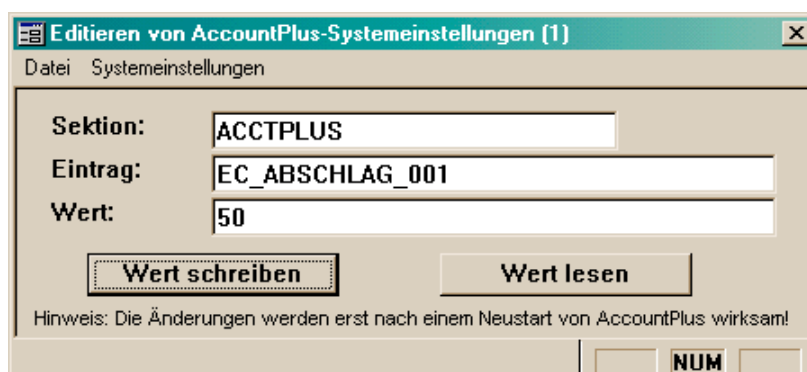 Editieren von AccountPlus-Systemeinstellungen (1)
Datei Systemeinstellungen
Sektion: ACCTPLUS
Eintrag: EC_ABSCHLAG_001
Wert: 50
Wert schreiben Wert lesen
Hinweis: Die Änderungen werden erst nach einem Neustart von AccountPlus wirksam!
NUM